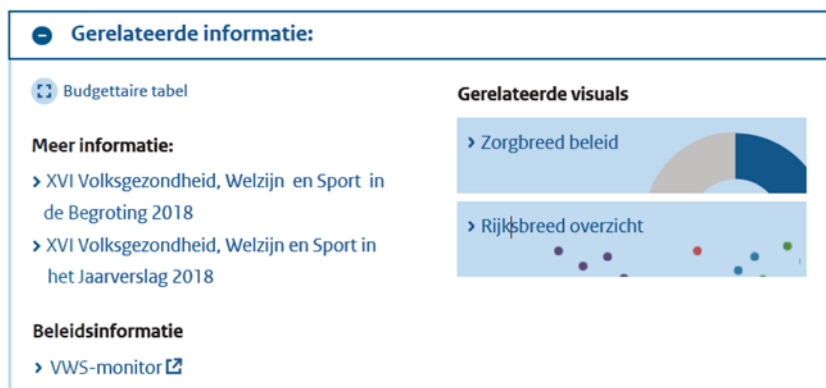 Gerelateerde informatie:
Budgettaire tabel
Meer informatie:
XVI Volksgezondheid, Welzijn en Sport in
de Begroting 2018
XVI Volksgezondheid, Welzijn en Sport in
het Jaarverslag 2018
Beleidsinformatie
VWS-monitor
Gerelateerde visuals
Zorgbreed beleid
Rijksbreed overzicht